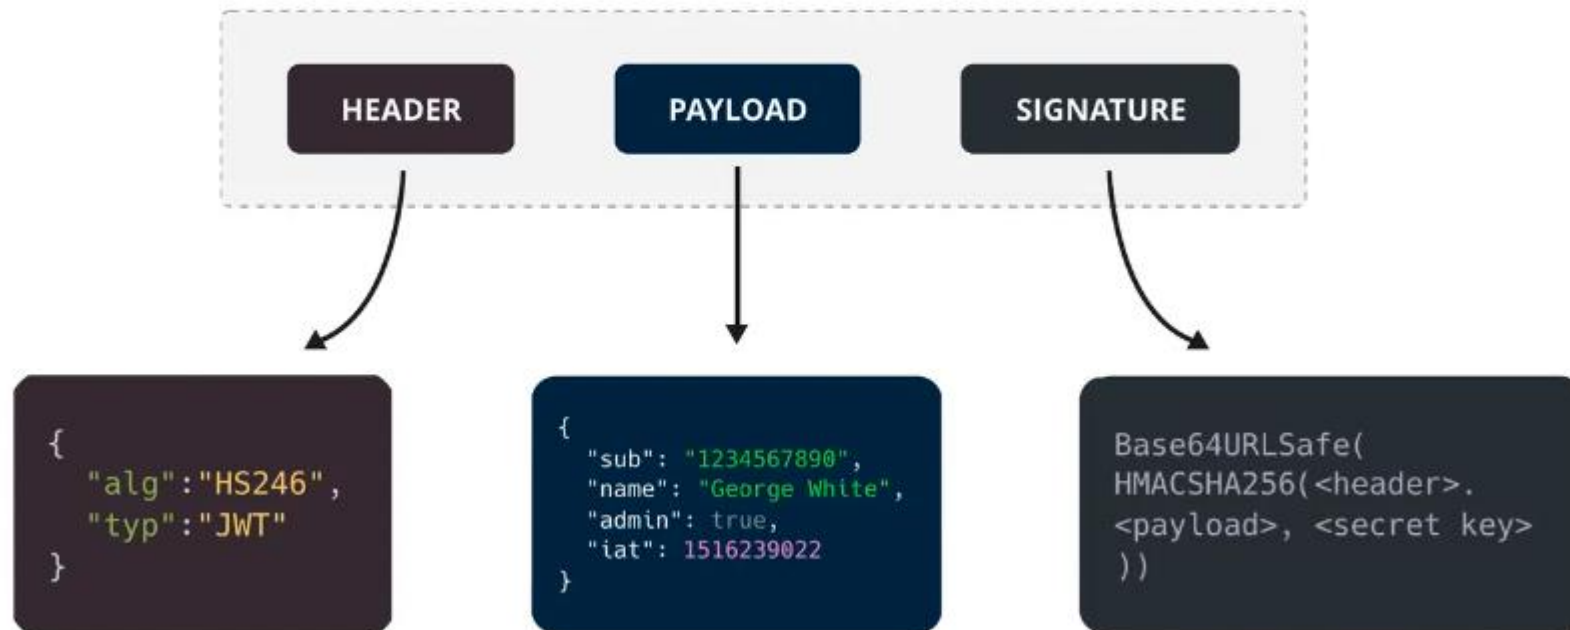 HEADER
PAYLOAD
SIGNATURE
{
"alg":"HS246",
"typ":"JWT"
}
{
"sub": "1234567890",
"name": "George White",
"admin": true,
"iat": 1516239022
}
Base64URLSafe(
HMACSHA256(<header>.
<payload>, <secret key>
))